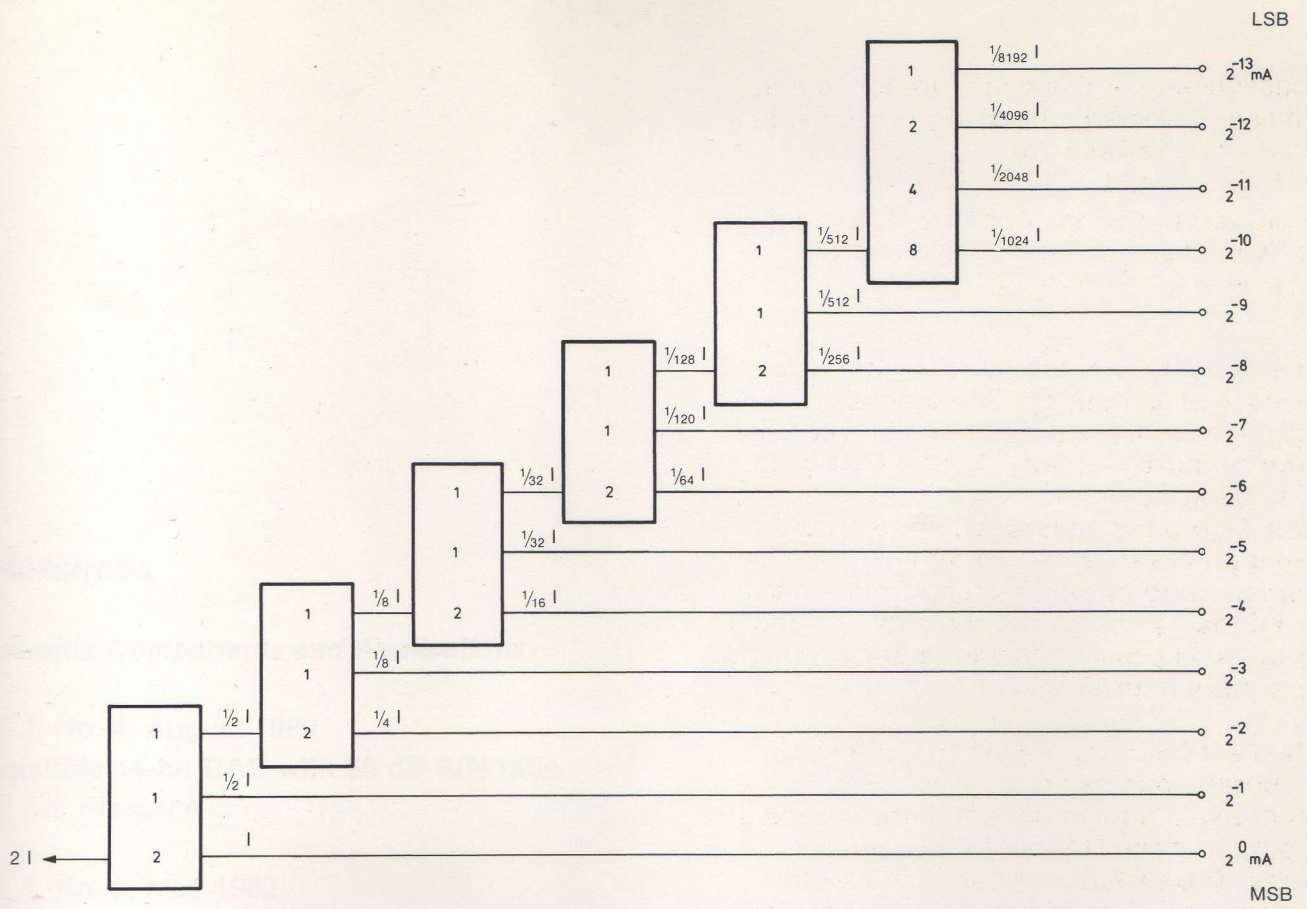 LSB
1 1/8192 I 2^-13 mA
2 1/4096 I 2^-12
4 1/2048 I 2^-11
1 1/512 I 8 1/1024 I 2^-10
1 1/512 I 2^-9
1 1/128 I 2 1/256 I 2^-8
1 1/120 I 2^-7
1 1/32 I 2 1/64 I 2^-6
1 1/32 I 2^-5
1 1/8 I 2 1/16 I 2^-4
1 1/8 I 2^-3
1 1/2 I 2 1/4 I 2^-2
1 1/2 I 2^-1
2 I 2 I 2^0 mA
MSB